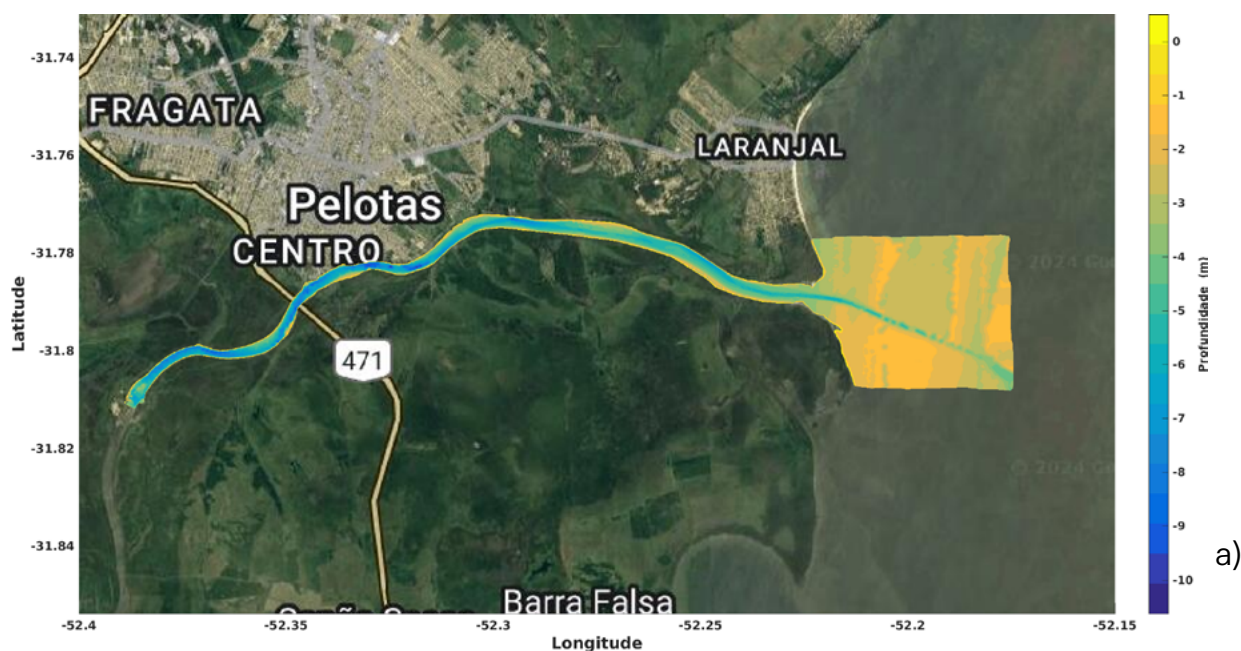 -31.74
-31.76
-31.78
-31.8
-31.82
-31.84
Latitude
FRAGATA
LARANJAL
Pelotas
CENTRO
471
© 2024
Barra Falsa
-52.4
-52.35
-52.3
-52.25
-52.2
-52.15
Longitude
0
-1
-2
-3
-4
-5
-6
-7
-8
-9
-10
Profundidade (m)
a)